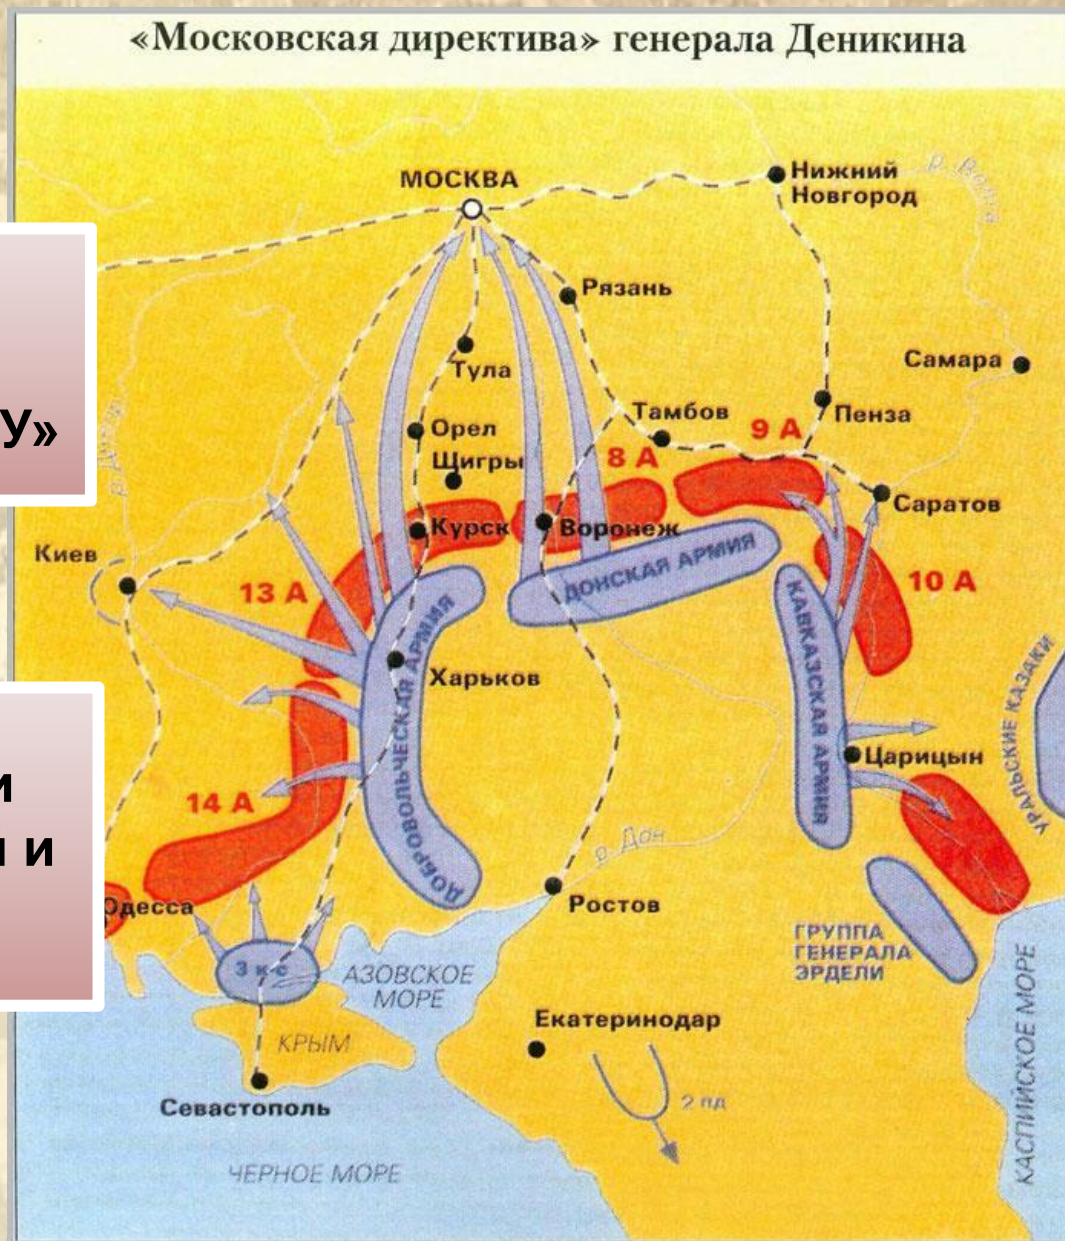 «Московская директива» генерала Деникина
МОСКВА
Нижний
Новгород
р. Волга
Рязань
Тула
Самара
Тамбов
Пенза
9 А
Орел
Щигры
8 А
У»
р. Днепр
Саратов
Курск
Воронеж
Киев
ДОНСКАЯ АРМИЯ
13 А
10 А
ДОБРОВОЛЬЧЕСКАЯ АРМИЯ
КАВКАЗСКАЯ АРМИЯ
УРАЛЬСКИЕ КАЗАКИ
Харьков
Царицын
и
и и
14 А
р. Дон
Одесса
Ростов
ГРУППА
ГЕНЕРАЛА
ЭРДЕЛИ
3 к-с
АЗОВСКОЕ
МОРЕ
Екатеринодар
КРЫМ
2 пд
Севастополь
ЧЕРНОЕ МОРЕ
КАСПИЙСКОЕ МОРЕ